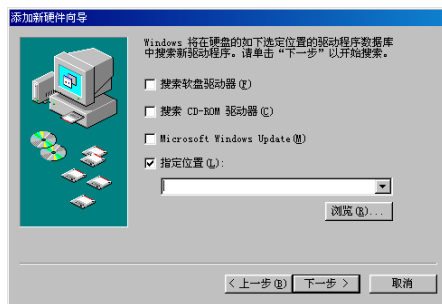 添加新硬件向导
Windows 将在硬盘的如下选定位置的驱动程序数据库
中搜索新驱动程序。请单击“下一步”以开始搜索。
搜索软盘驱动器(F)
搜索 CD-ROM 驱动器(C)
Microsoft Windows Update(M)
指定位置(L):
浏览(R)...
< 上一步(B)
下一步 >
取消